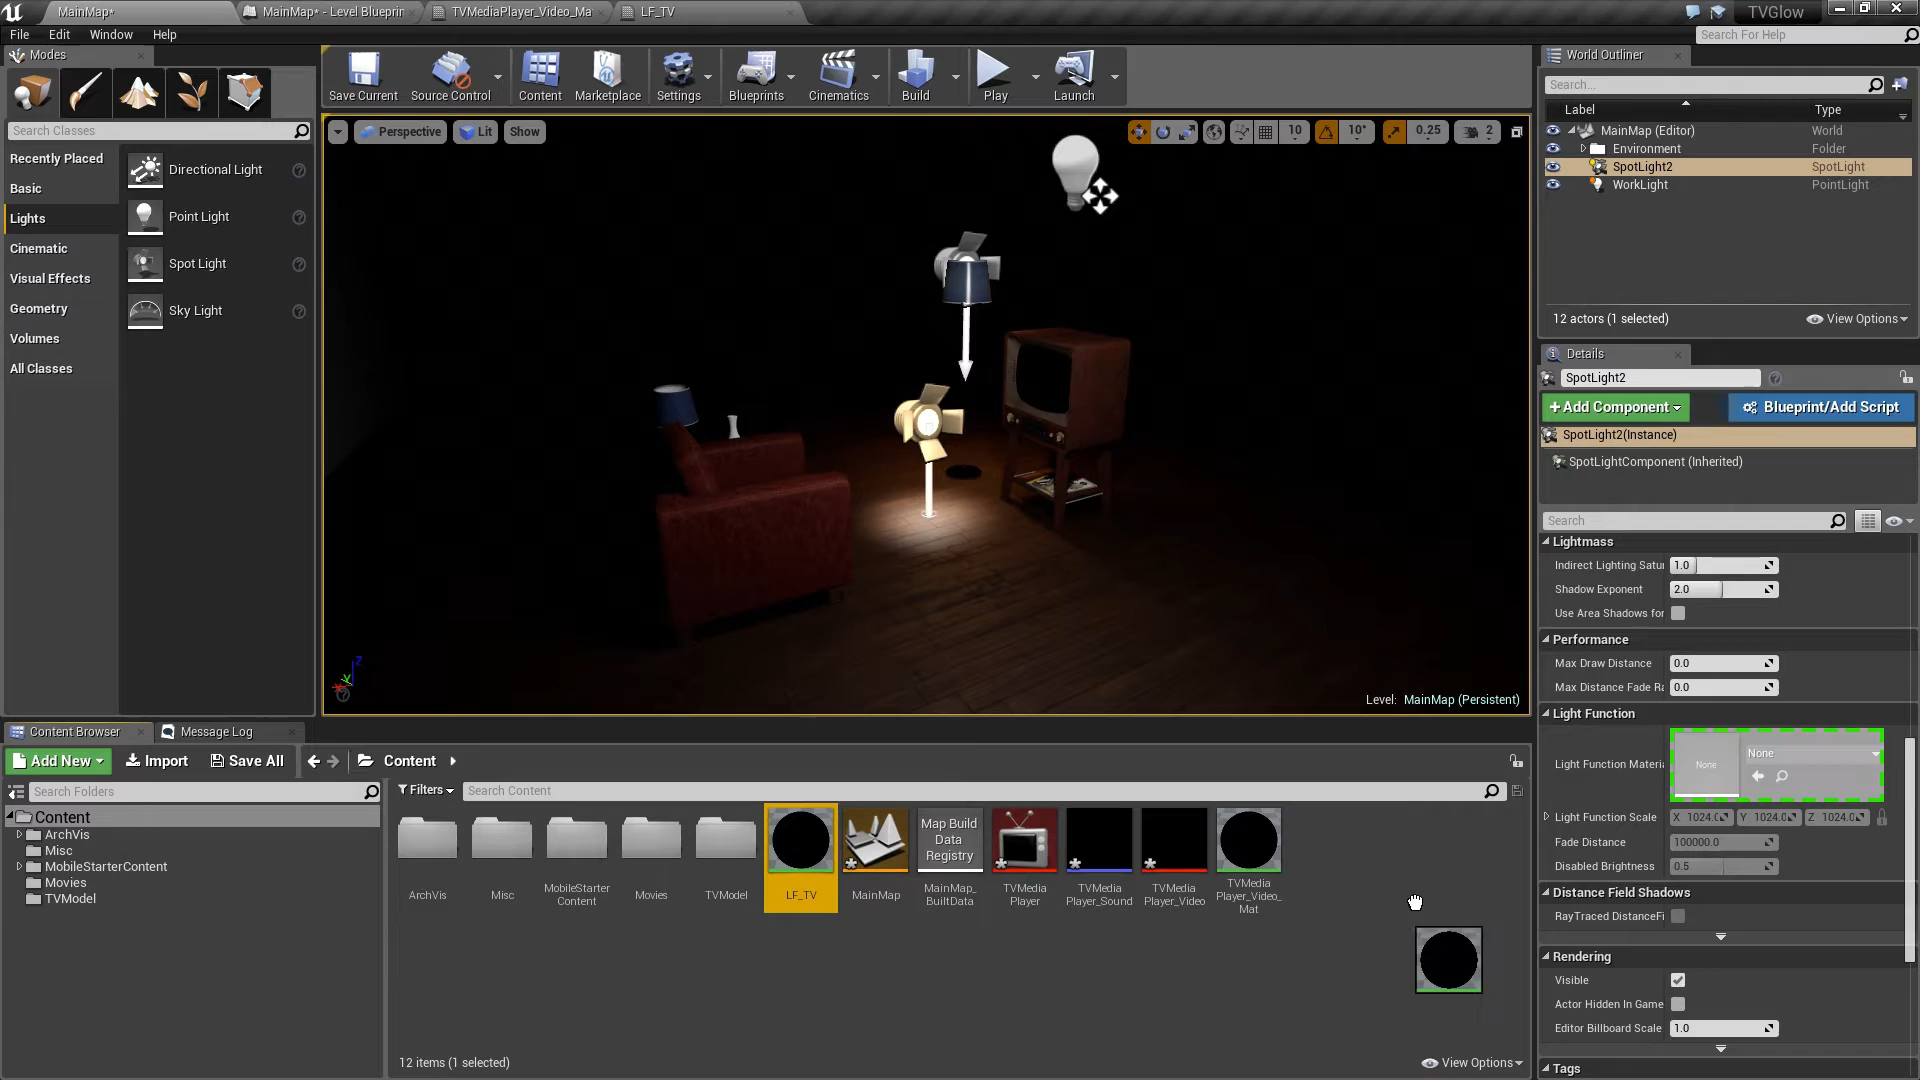 MainMap*
MainMap* - Level Blueprin
TVMediaPlayer_Video_Ma
LF_TV
TVGlow
File
Edit
Window
Help
Search For Help
Modes
Save Current
Source Control
Content
Marketplace
Settings
Blueprints
Cinematics
Build
Play
Launch
World Outliner
Search...
Label
Type
MainMap (Editor)
World
Environment
Folder
SpotLight2
SpotLight
WorkLight
PointLight
12 actors (1 selected)
View Options
Search Classes
Recently Placed
Basic
Lights
Cinematic
Visual Effects
Geometry
Volumes
All Classes
Directional Light
Point Light
Spot Light
Sky Light
Perspective
Lit
Show
10
10°
0.25
2
Z
Y
Level: MainMap (Persistent)
Details
SpotLight2
+Add Component
Blueprint/Add Script
SpotLight2(Instance)
SpotLightComponent (Inherited)
Search
Lightmass
Indirect Lighting Satur
1.0
Shadow Exponent
2.0
Use Area Shadows for
Performance
Max Draw Distance
0.0
Max Distance Fade Ra
0.0
Light Function
Light Function Materia
None
None
Light Function Scale
X 1024.0
Y 1024.0
Z 1024.0
Fade Distance
100000.0
Disabled Brightness
0.5
Distance Field Shadows
RayTraced DistanceFi
Rendering
Visible
Actor Hidden In Game
Editor Billboard Scale
1.0
Tags
Content Browser
Message Log
Add New
Import
Save All
Content
Search Folders
Filters
Search Content
Content
ArchVis
Misc
MobileStarterContent
Movies
TVModel
ArchVis
Misc
MobileStarter
Content
Movies
TVModel
LF_TV
MainMap
Map Build
Data
Registry
MainMap_
BuiltData
TVMedia
Player
TVMedia
Player_Sound
TVMedia
Player_Video
TVMedia
Player_Video_
Mat
12 items (1 selected)
View Options